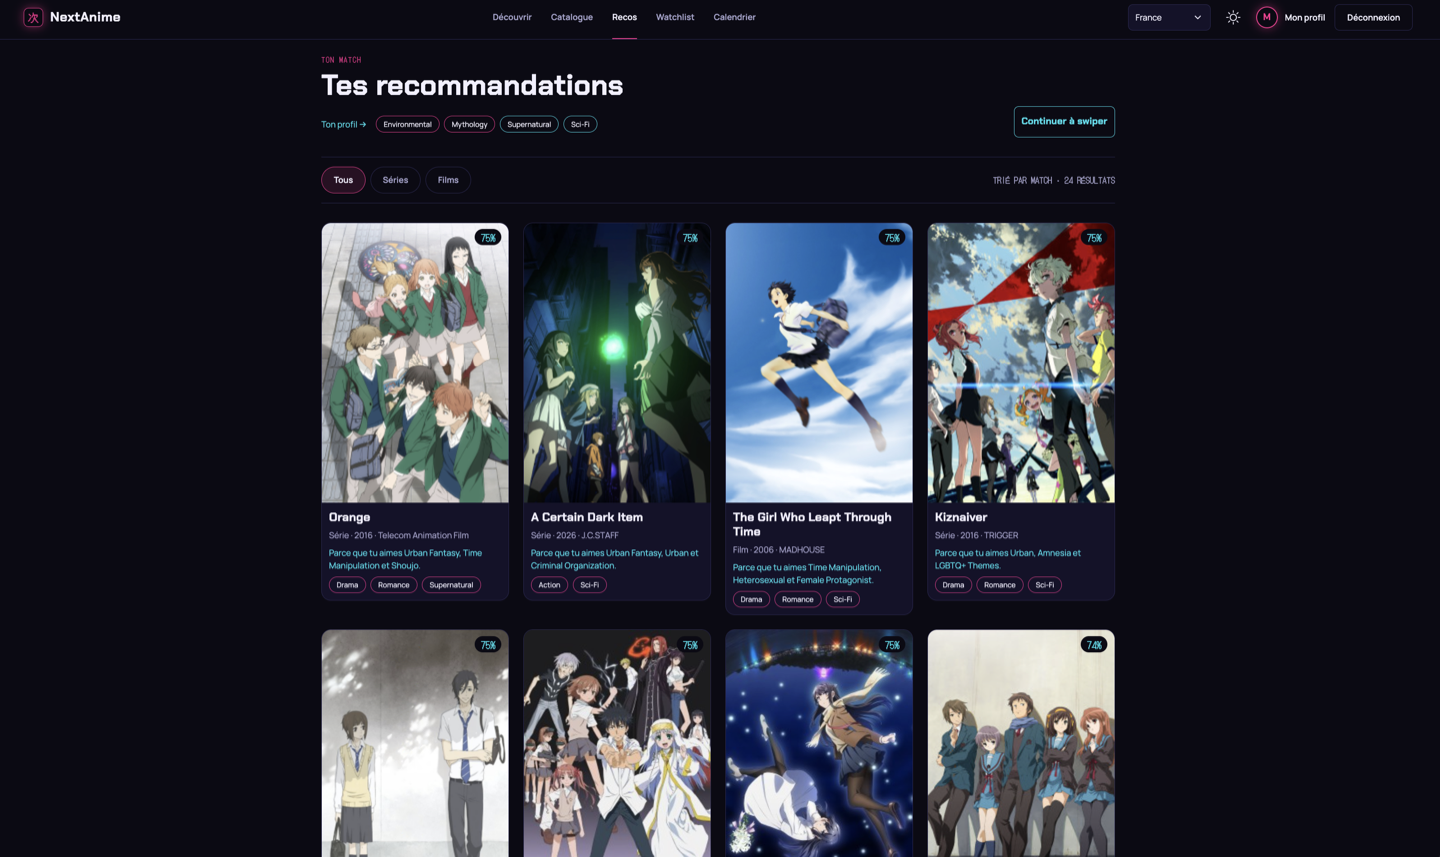 次 NextAnime
Découvrir Catalogue Recos Watchlist Calendrier
France
M Mon profil
Déconnexion
TON MATCH
Tes recommandations
Ton profil → Environmental Mythology Supernatural Sci-Fi
Continuer à swiper
Tous Séries Films
TRIÉ PAR MATCH · 24 RÉSULTATS
75%
Orange
Série · 2016 · Telecom Animation Film
Parce que tu aimes Urban Fantasy, Time
Manipulation et Shoujo.
Drama Romance Supernatural
75%
A Certain Dark Item
Série · 2026 · J.C.STAFF
Parce que tu aimes Urban Fantasy, Urban et
Criminal Organization.
Action Sci-Fi
75%
The Girl Who Leapt Through
Time
Film · 2006 · MADHOUSE
Parce que tu aimes Time Manipulation,
Heterosexual et Female Protagonist.
Drama Romance Sci-Fi
75%
Kiznaiver
Série · 2016 · TRIGGER
Parce que tu aimes Urban, Amnesia et
LGBTQ+ Themes.
Drama Romance Sci-Fi
75%
75%
75%
74%